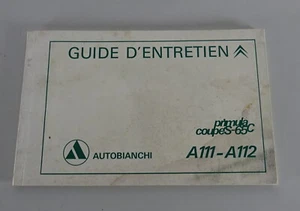 GUIDE D'ENTRETIEN
primula
coupeS-65C
AUTOBIANCHI
A111-A112